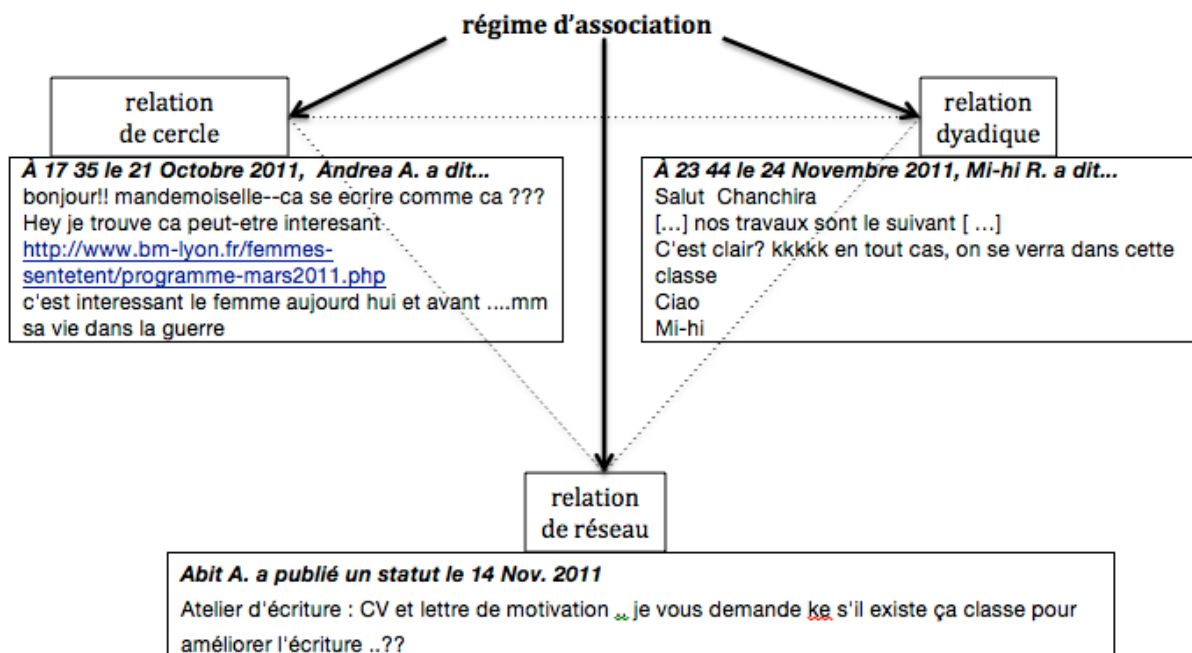 régime d'association
relation
de cercle
relation
dyadique
À 17 35 le 21 Octobre 2011, Andrea A. a dit...
bonjour!! mandemoiselle--ca se ecrire comme ca ???
Hey je trouve ca peut-etre interesant
http://www.bm-lyon.fr/femmes-
sentetent/programme-mars2011.php
c'est interessant le femme aujourd hui et avant ....mm
sa vie dans la guerre
À 23 44 le 24 Novembre 2011, Mi-hi R. a dit...
Salut Chanchira
[...] nos travaux sont le suivant [ ...]
C'est clair? kkkkk en tout cas, on se verra dans cette
classe
Ciao
Mi-hi
relation
de réseau
Abit A. a publié un statut le 14 Nov. 2011
Atelier d'écriture : CV et lettre de motivation .. je vous demande ke s'il existe ça classe pour
améliorer l'écriture ..??